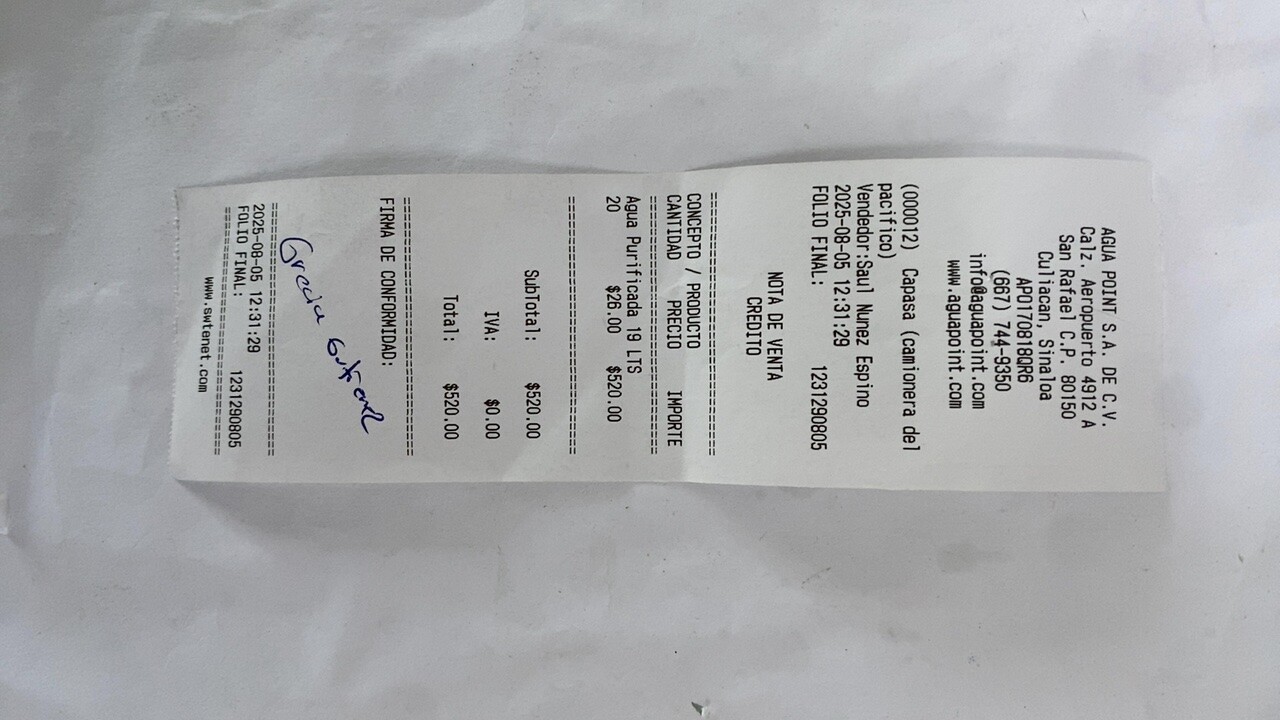 AGUA POINT S.A. DE C.V.
Calz. Aeropuerto 4912 A
San Rafael C.P. 80150
Culiacan, Sinaloa
APO170818QR6
(667) 744-9350
info@aguapoint.com
www.aguapoint.com
(000012) Capasa (camionera del
pacifico)
Vendedor:Saul Nunez Espino
2025-08-05 12:31:29
FOLIO FINAL: 1231290805
NOTA DE VENTA
CREDITO
================================
CONCEPTO / PRODUCTO
CANTIDAD PRECIO IMPORTE
================================
Agua Purificada 19 LTS
20 $26.00 $520.00
================================
SubTotal: $520.00
IVA: $0.00
Total: $520.00
================================
FIRMA DE CONFORMIDAD:
================================
2025-08-05 12:31:29
FOLIO FINAL: 1231290805
================================
www.swtenet.com